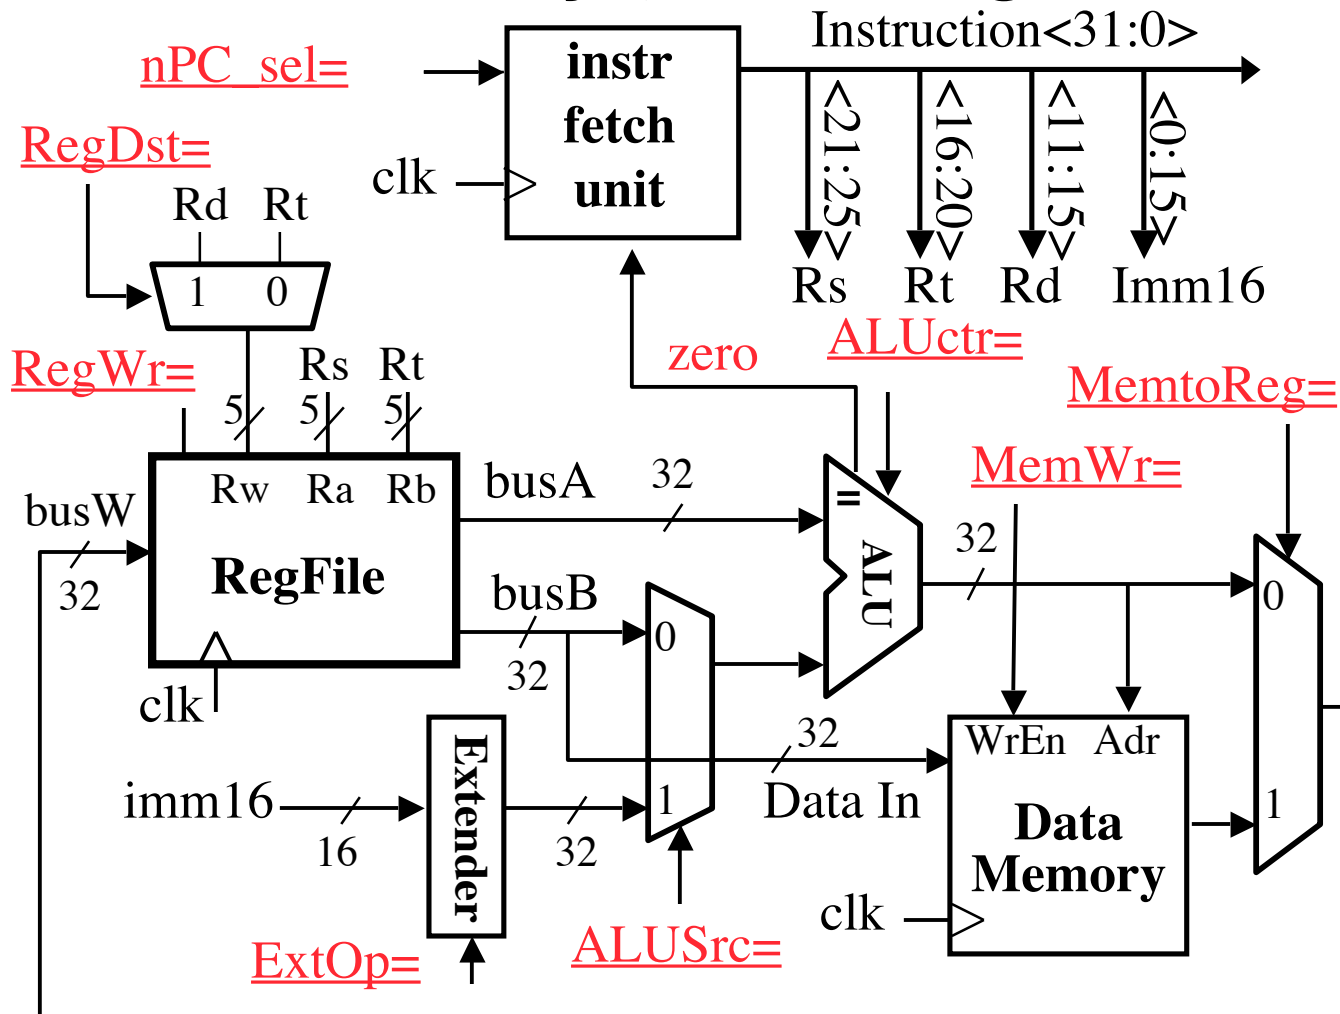 Instruction<31:0>
nPC_sel=
instr
fetch
unit
clk
<21:25>
<16:20>
<11:15>
<0:15>
Rs
Rt
Rd
Imm16
RegDst=
Rd
Rt
1
0
zero
ALUctr=
RegWr=
Rs
Rt
5
5
5
MemtoReg=
MemWr=
busW
32
Rw
Ra
Rb
RegFile
clk
busA
32
busB
32
=
ALU
32
0
1
0
1
imm16
16
Extender
32
ExtOp=
ALUSrc=
32
Data In
WrEn
Adr
Data
Memory
clk